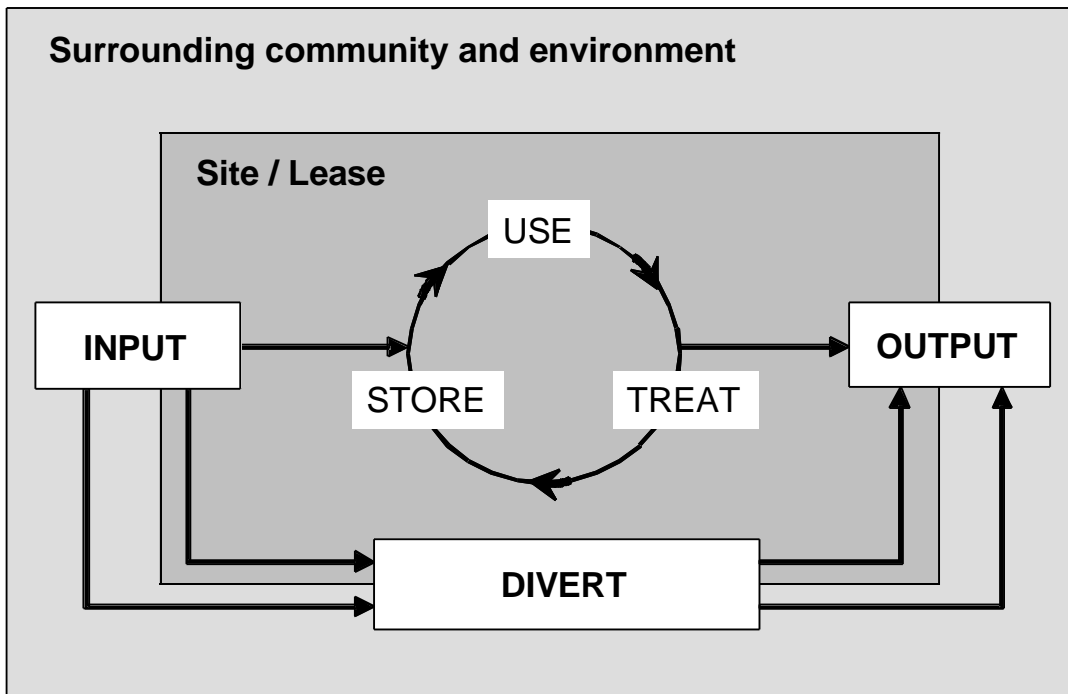 Surrounding community and environment
Site / Lease
USE
INPUT
OUTPUT
STORE
TREAT
DIVERT